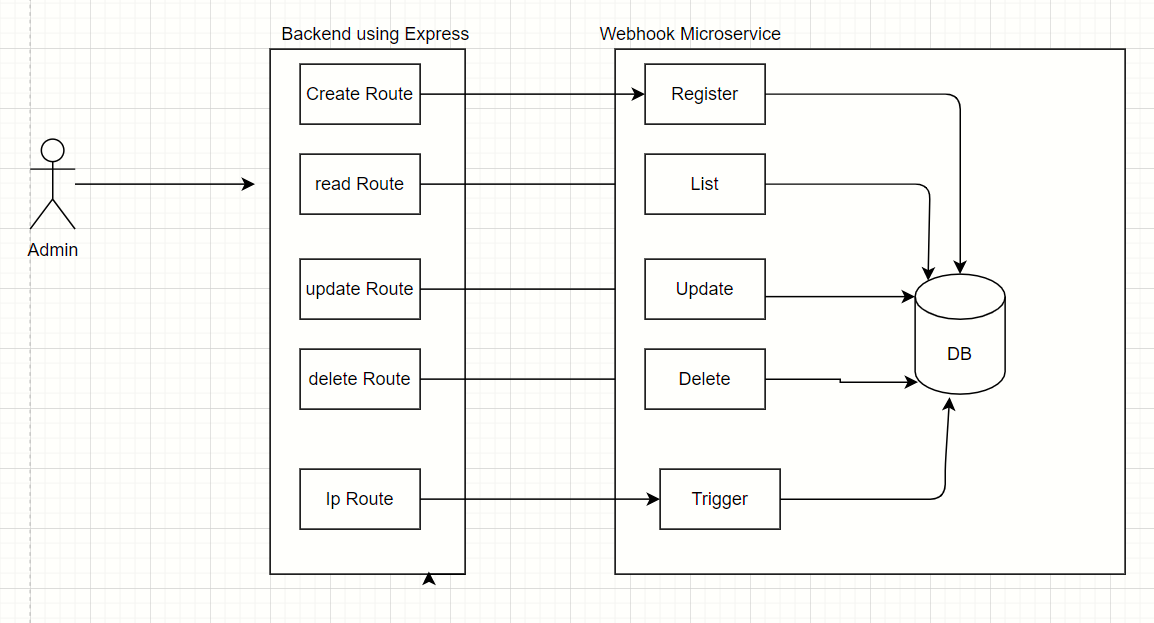 Backend using Express
Webhook Microservice
Create Route
Register
read Route
List
Admin
update Route
Update
DB
delete Route
Delete
Ip Route
Trigger